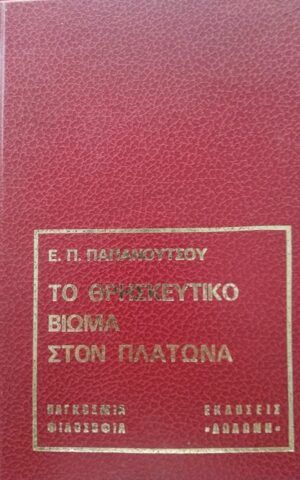 Ε. Π. ΠΑΠΑΝΟΥΤΣΟΥ
ΤΟ ΘΡΗΣΚΕΥΤΙΚΟ
ΒΙΩΜΑ
ΣΤΟΝ ΠΛΑΤΩΝΑ
ΠΑΓΚΟΣΜΙΑ
ΦΙΛΟΣΟΦΙΑ
ΕΚΔΟΣΕΙΣ
«ΔΩΔΩΝΗ»